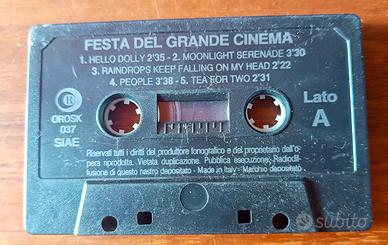 FESTA DEL GRANDE CINEMA
1. HELLO DOLLY 2'35 - 2. MOONLIGHT SERENADE 3'30
3. RAINDROPS KEEP FALLING ON MY HEAD 2'22
4. PEOPLE 3'38 - 5. TEA FOR TWO 2'31
R
OROSK
037
SIAE
Lato
A
Riservati tutti i diritti del produttore fonografico e del proprietario dell'o-
pera riprodotta. Vietata duplicazione. Pubblica esecuzione, Radiodif-
fusione di questo nastro depositato - Made in Italy - Marchio depositato
subito